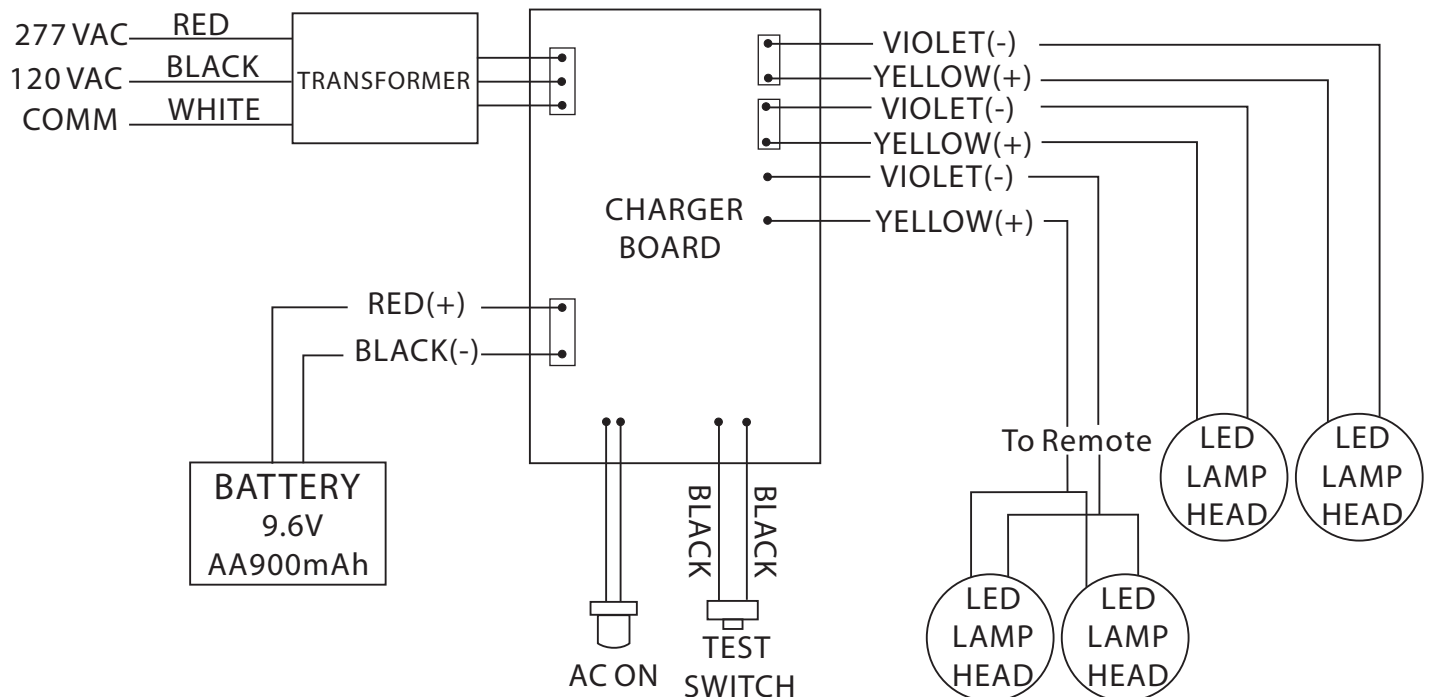 277 VAC
RED
120 VAC
BLACK
COMM
WHITE
TRANSFORMER
CHARGER
BOARD
VIOLET(-)
YELLOW(+)
VIOLET(-)
YELLOW(+)
VIOLET(-)
YELLOW(+)
RED(+)
BLACK(-)
BATTERY
9.6V
AA900mAh
BLACK
BLACK
AC ON
TEST
SWITCH
To Remote
LED
LAMP
HEAD
LED
LAMP
HEAD
LED
LAMP
HEAD
LED
LAMP
HEAD